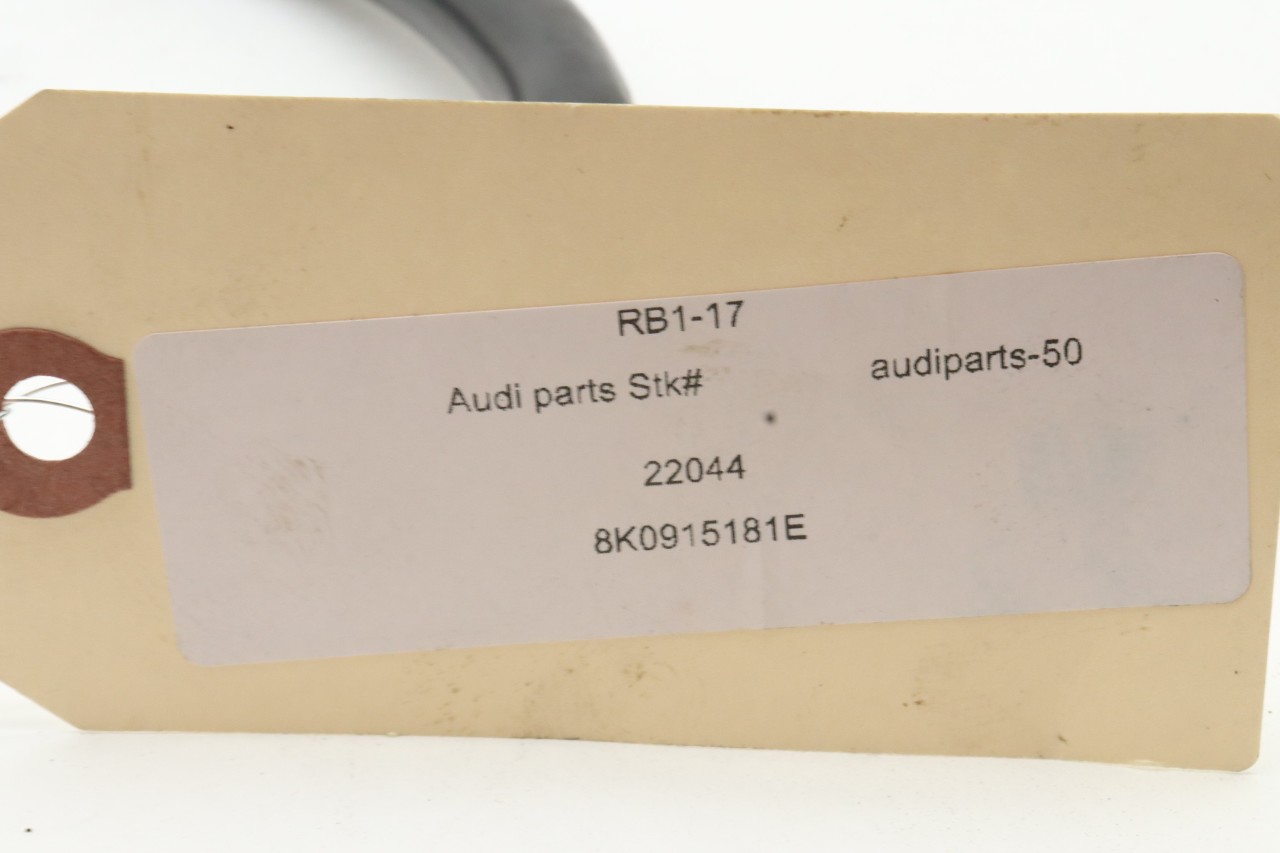 RB1-17
Audi parts Stk# audiparts-50
22044
8K0915181E